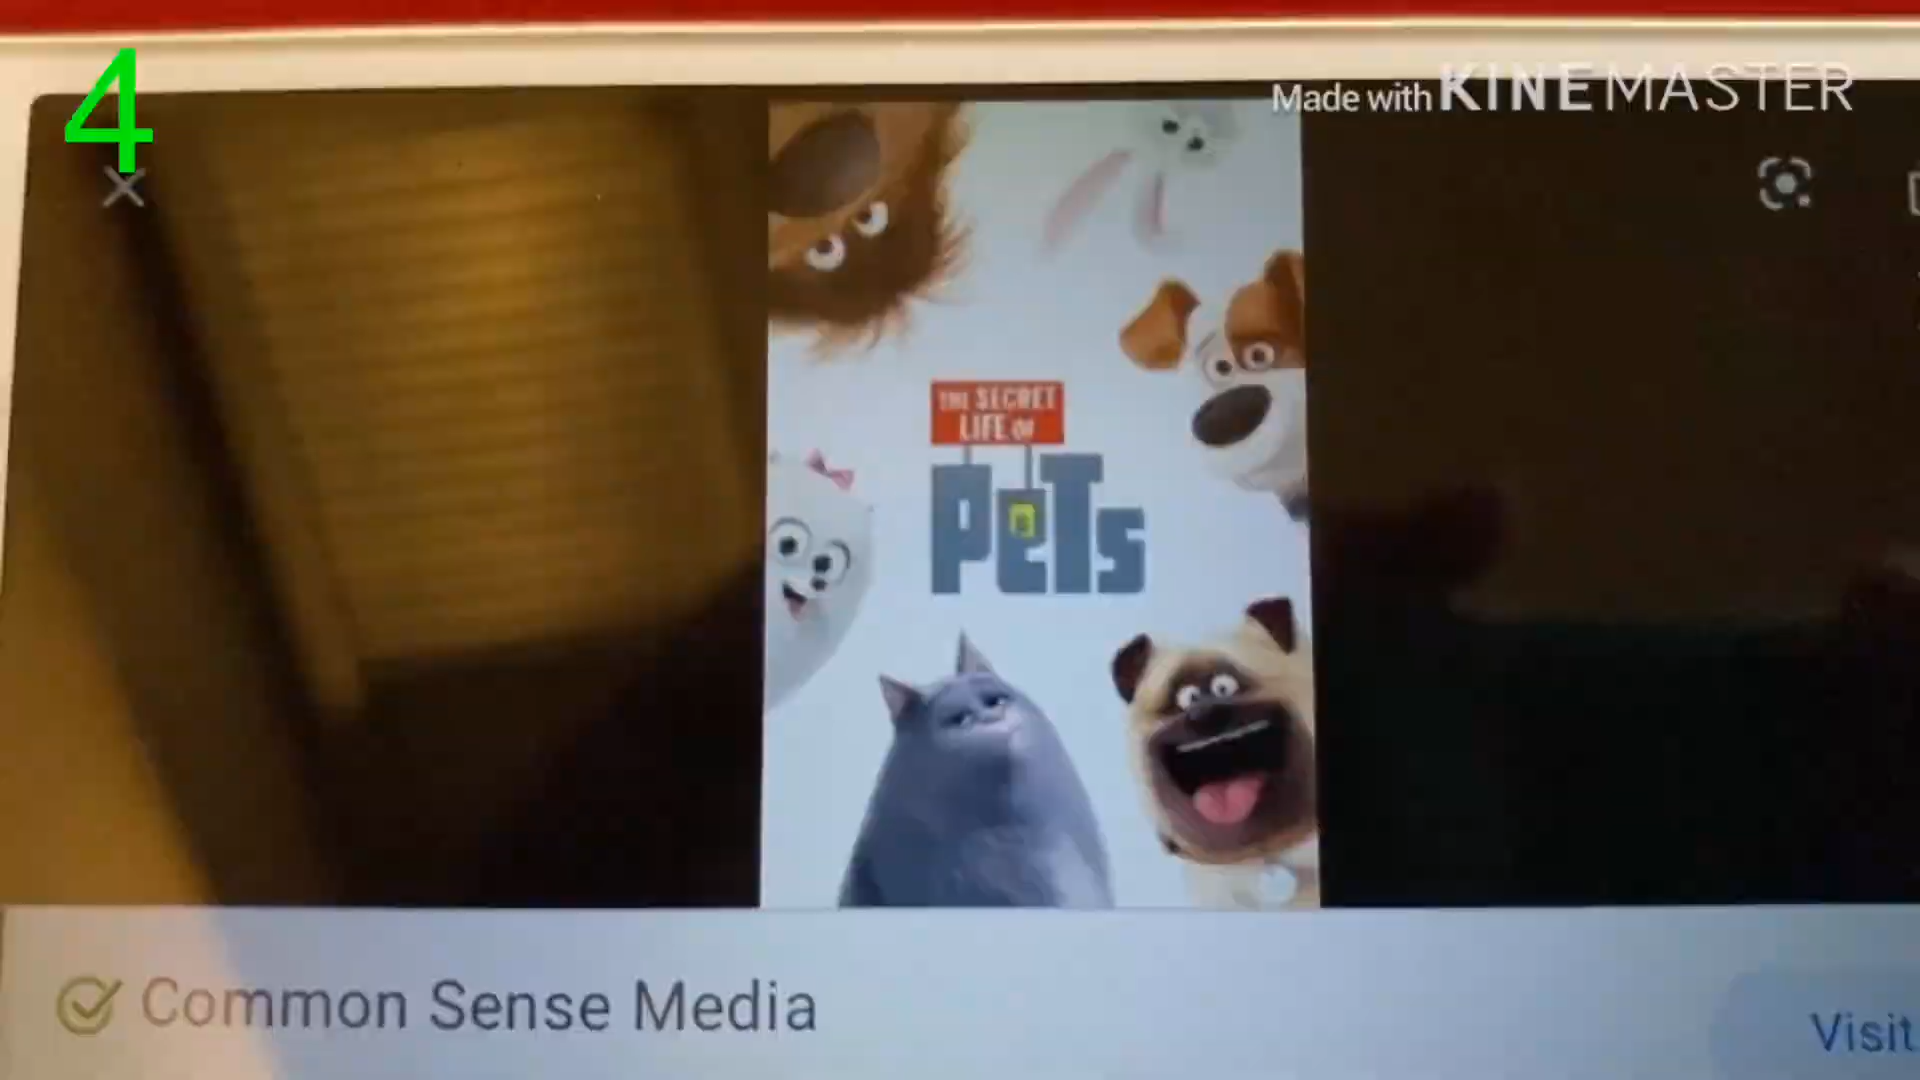 4
Made with KINEMASTER
THE SECRET
LIFE OF
PETS
Common Sense Media
Visit